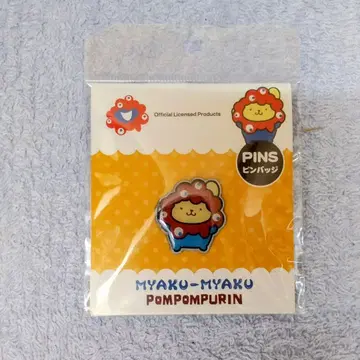 Official Licensed Products
PINS
ピンバッジ
MYAKU-MYAKU
POMPOMPURIN